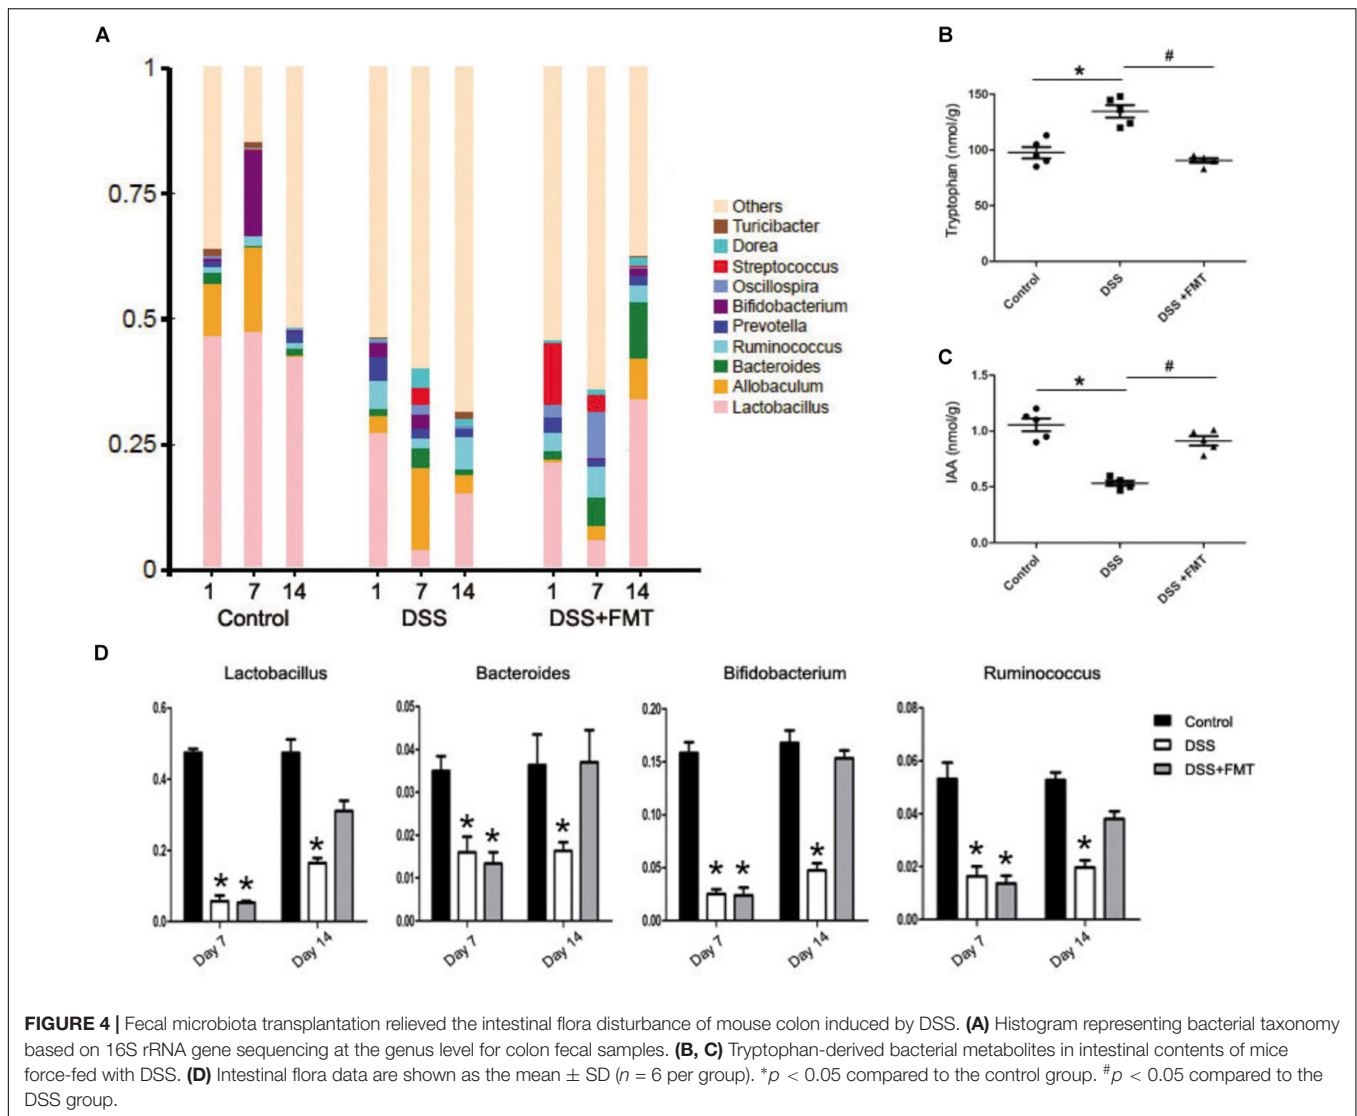 A
1
0.75
0.5
0.25
0
1 7 14 1 7 14 1 7 14
Control DSS DSS+FMT
Others
Turicibacter
Dorea
Streptococcus
Oscillospira
Bifidobacterium
Prevotella
Ruminococcus
Bacteroides
Allobaculum
Lactobacillus
B
* #
Tryptophan (nmol/g)
150
100
50
0
Control DSS DSS +FMT
C
* #
IAA (nmol/g)
1.5
1.0
0.5
0.0
Control DSS DSS +FMT
D
Lactobacillus
0.6
0.4
0.2
0.0
* * *
Day 7 Day 14
Bacteroides
0.05
0.04
0.03
0.02
0.01
0.00
* * *
Day 7 Day 14
Bifidobacterium
0.20
0.15
0.10
0.05
0.00
* * *
Day 7 Day 14
Ruminococcus
0.08
0.06
0.04
0.02
0.00
* * *
Day 7 Day 14
Control
DSS
DSS+FMT
FIGURE 4 | Fecal microbiota transplantation relieved the intestinal flora disturbance of mouse colon induced by DSS. (A) Histogram representing bacterial taxonomy
based on 16S rRNA gene sequencing at the genus level for colon fecal samples. (B, C) Tryptophan-derived bacterial metabolites in intestinal contents of mice
force-fed with DSS. (D) Intestinal flora data are shown as the mean ± SD (n = 6 per group). *p < 0.05 compared to the control group. #p < 0.05 compared to the
DSS group.